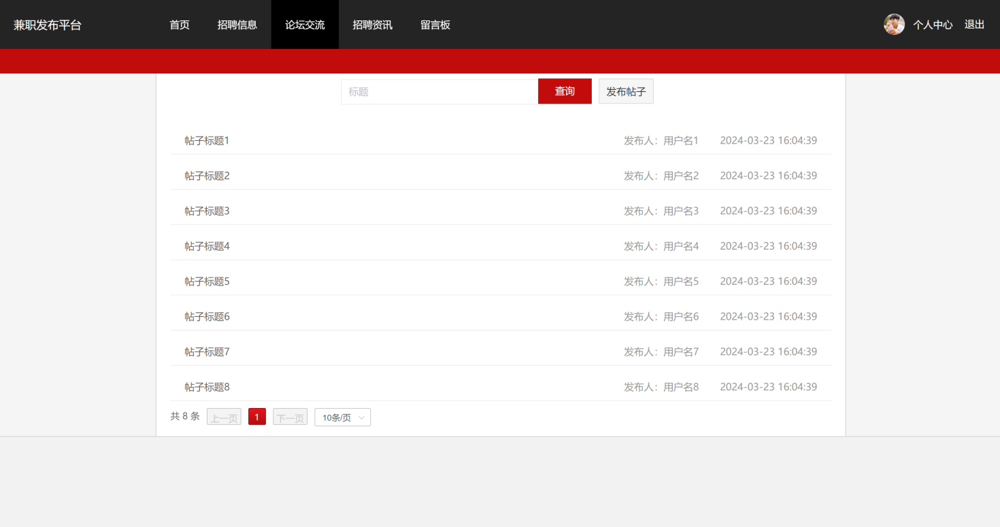 兼职发布平台 首页 招聘信息 论坛交流 招聘资讯 留言板 个人中心 退出
标题 查询 发布帖子
帖子标题1 发布人：用户名1 2024-03-23 16:04:39
帖子标题2 发布人：用户名2 2024-03-23 16:04:39
帖子标题3 发布人：用户名3 2024-03-23 16:04:39
帖子标题4 发布人：用户名4 2024-03-23 16:04:39
帖子标题5 发布人：用户名5 2024-03-23 16:04:39
帖子标题6 发布人：用户名6 2024-03-23 16:04:39
帖子标题7 发布人：用户名7 2024-03-23 16:04:39
帖子标题8 发布人：用户名8 2024-03-23 16:04:39
共 8 条 上一页 1 下一页 10条/页